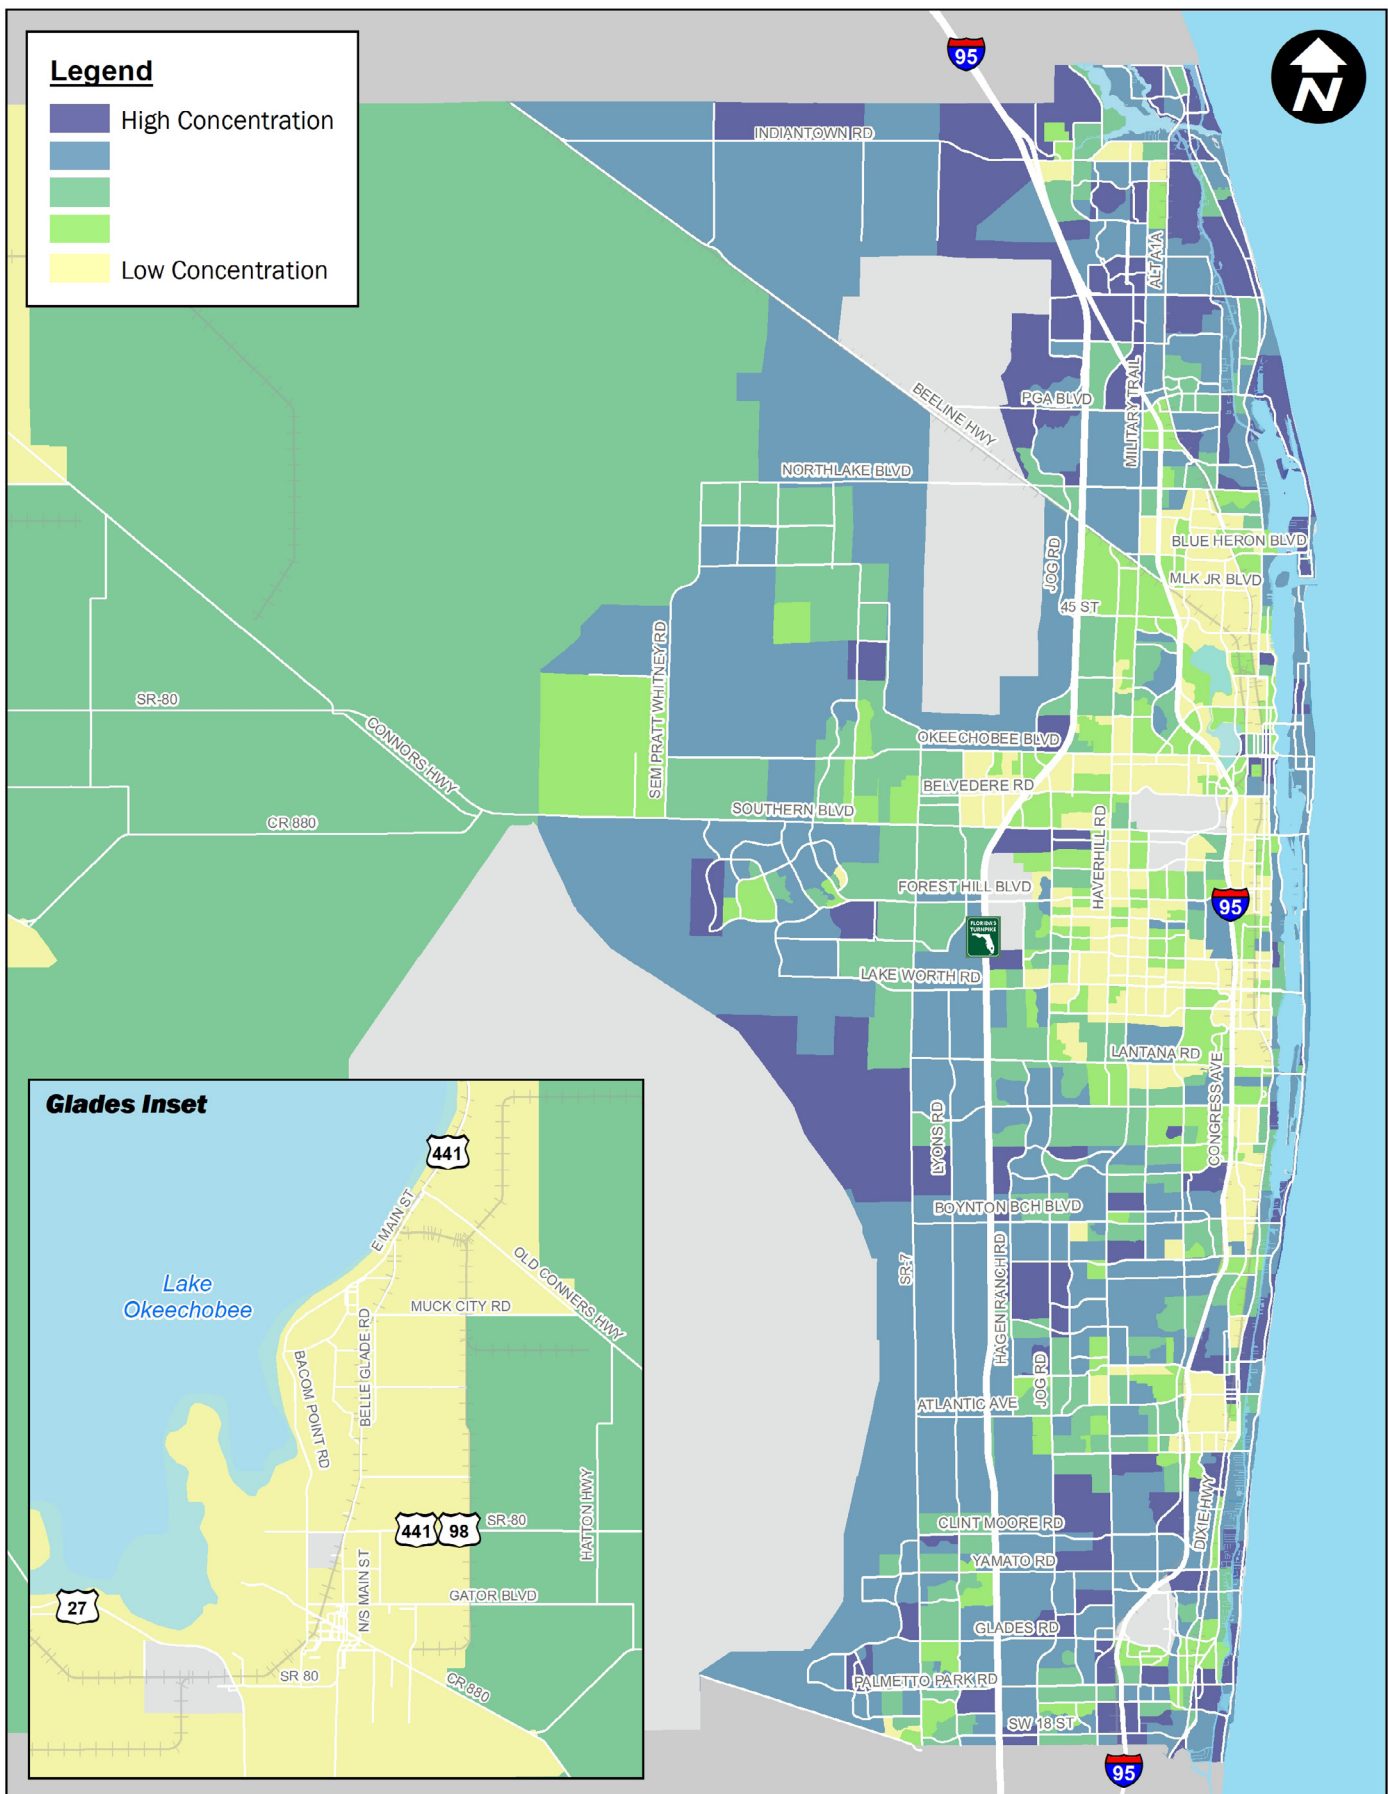 Legend
High Concentration
Low Concentration
95
N
INDIANTOWN RD
ALT A1A
MILITARY TRAIL
PGA BLVD
BEELINE HWY
NORTHLAKE BLVD
BLUE HERON BLVD
JOG RD
MLK JR BLVD
45 ST
SEM PRATT WHITNEY RD
SR-80
CONNORS HWY
OKEECHOBEE BLVD
BELVEDERE RD
SOUTHERN BLVD
CR 880
HAVERHILL RD
FOREST HILL BLVD
95
FLORIDA'S
TURNPIKE
LAKE WORTH RD
LANTANA RD
CONGRESS AVE
LYONS RD
BOYNTON BCH BLVD
SR-7
HAGEN RANCH RD
JOG RD
ATLANTIC AVE
DIXIE HWY
CLINT MOORE RD
YAMATO RD
GLADES RD
PALMETTO PARK RD
SW 18 ST
95
Glades Inset
441
E MAIN ST
OLD CONNERS HWY
Lake
Okeechobee
MUCK CITY RD
BELLE GLADE RD
BACOM POINT RD
HATTON HWY
441
98
SR-80
27
N/S MAIN ST
GATOR BLVD
SR 80
CR 880